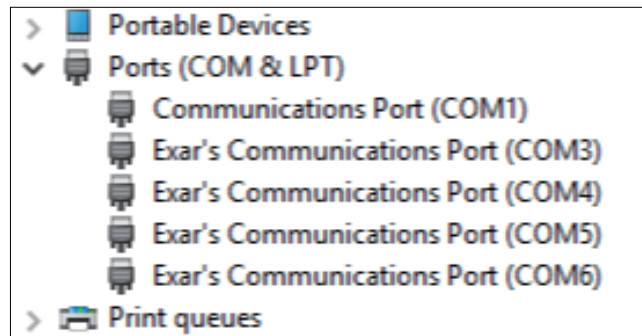 Portable Devices
Ports (COM & LPT)
Communications Port (COM1)
Exar's Communications Port (COM3)
Exar's Communications Port (COM4)
Exar's Communications Port (COM5)
Exar's Communications Port (COM6)
Print queues